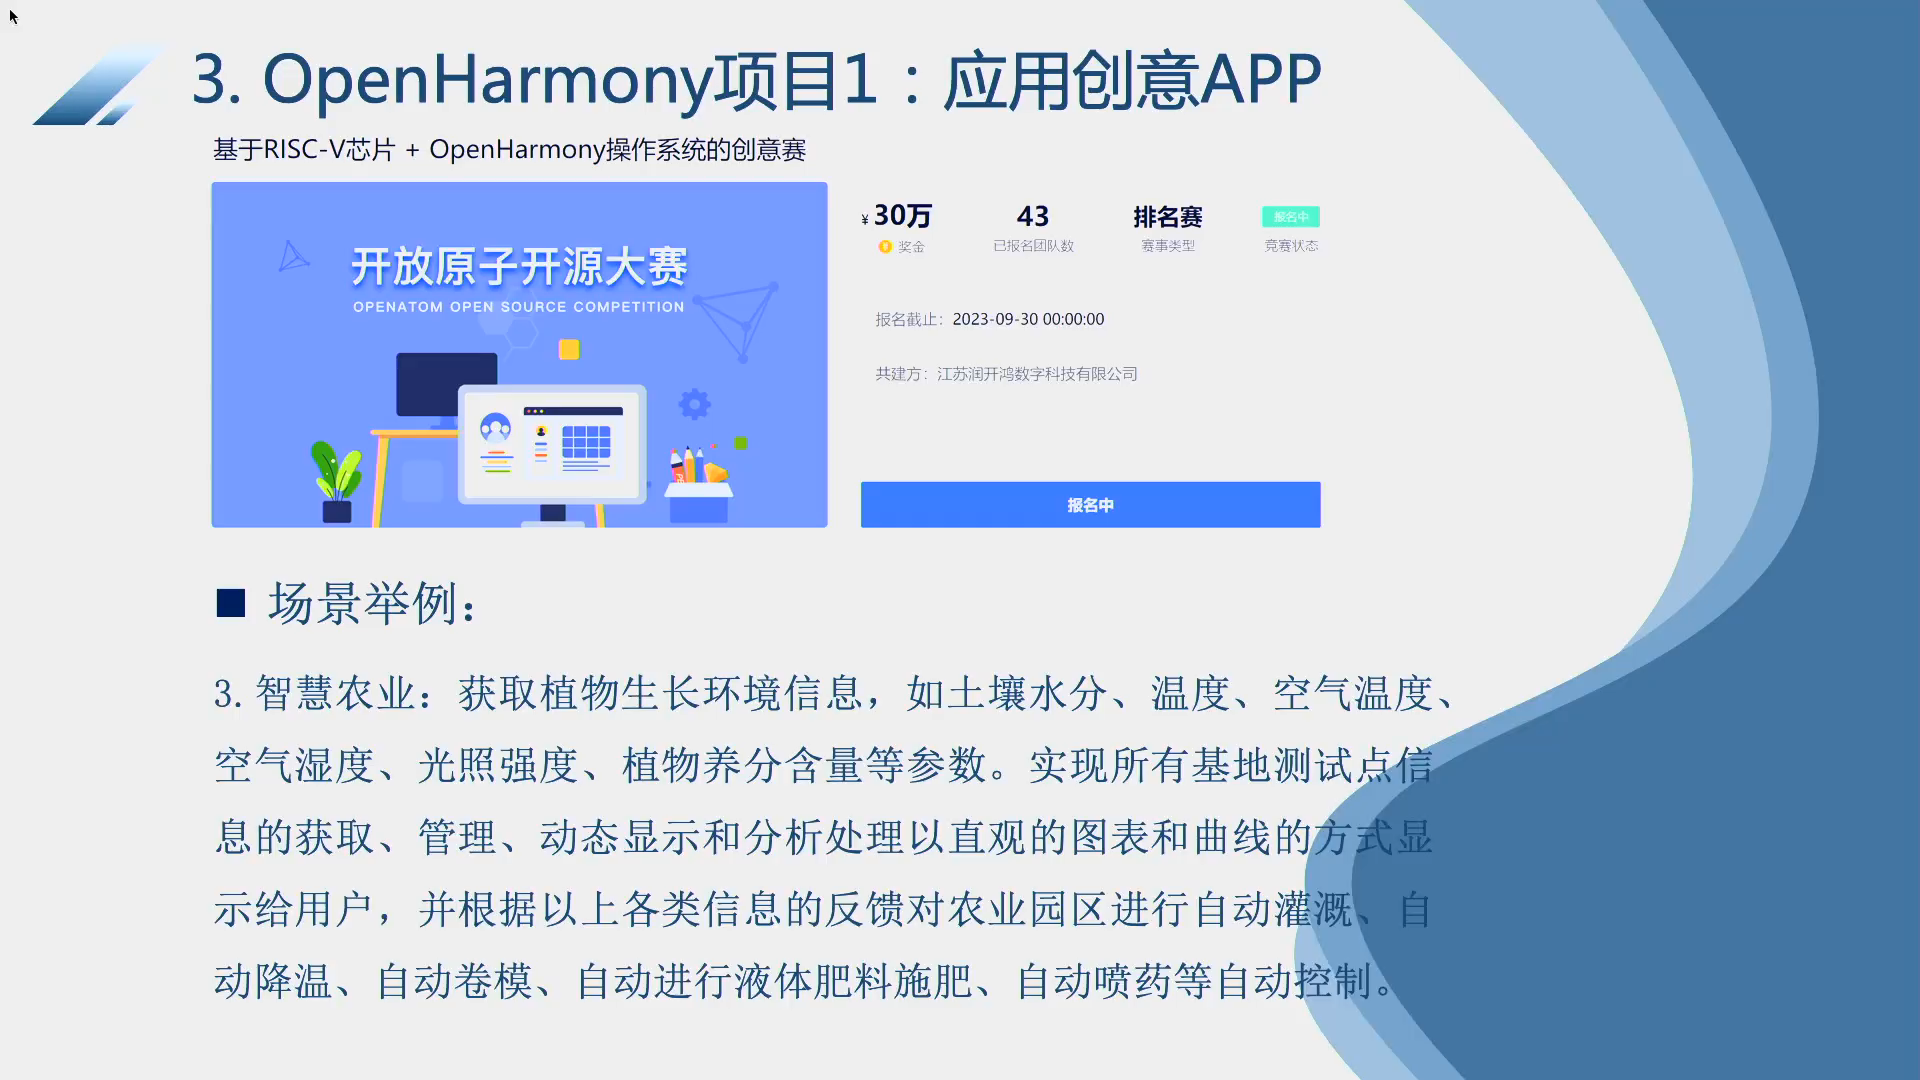 3. OpenHarmony项目1：应用创意APP
基于RISC-V芯片 + OpenHarmony操作系统的创意赛
开放原子开源大赛
OPENATOM OPEN SOURCE COMPETITION
¥ 30万
奖金
43
已报名团队数
排名赛
赛事类型
报名中
竞赛状态
报名截止：2023-09-30 00:00:00
共建方：江苏润开鸿数字科技有限公司
报名中
场景举例：
3. 智慧农业：获取植物生长环境信息，如土壤水分、温度、空气温度、
空气湿度、光照强度、植物养分含量等参数。实现所有基地测试点信
息的获取、管理、动态显示和分析处理以直观的图表和曲线的方式显
示给用户，并根据以上各类信息的反馈对农业园区进行自动灌溉、自
动降温、自动卷模、自动进行液体肥料施肥、自动喷药等自动控制。